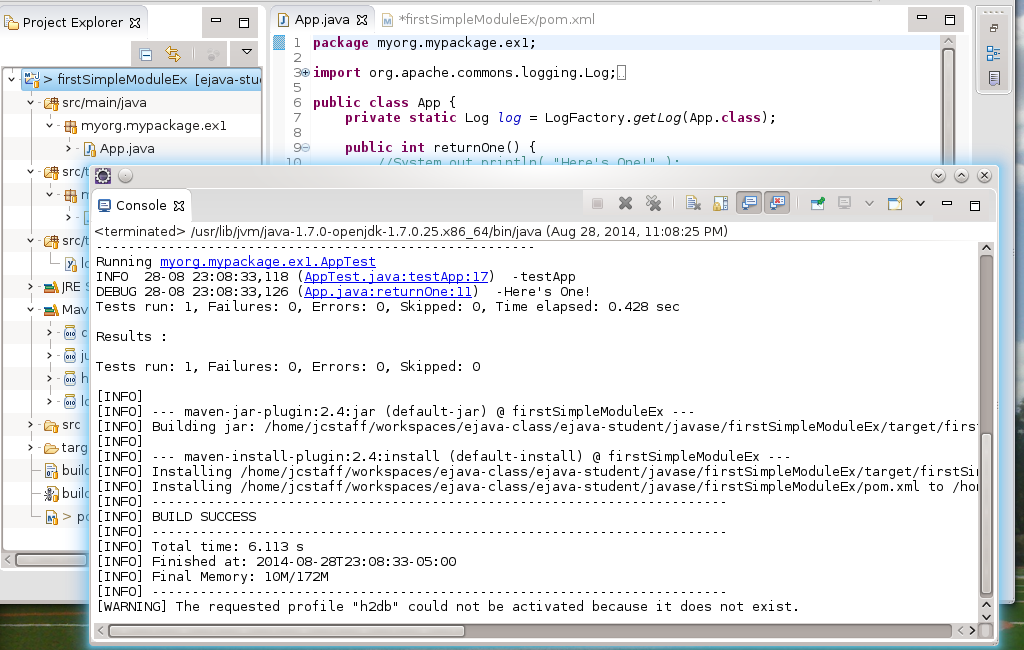 Project Explorer
App.java
*firstSimpleModuleEx/pom.xml
> firstSimpleModuleEx [ejava-stu
src/main/java
myorg.mypackage.ex1
App.java
src/t
src/t
JRE S
Mav
src
targ
build
build
> po
1 package myorg.mypackage.ex1;
2
3 import org.apache.commons.logging.Log;
5
6 public class App {
7 private static Log log = LogFactory.getLog(App.class);
8
9 public int returnOne() {
10 //System.out.println( "Here's One!" );
Console
<terminated> /usr/lib/jvm/java-1.7.0-openjdk-1.7.0.25.x86_64/bin/java (Aug 28, 2014, 11:08:25 PM)
-------------------------------------------------------
Running myorg.mypackage.ex1.AppTest
INFO  28-08 23:08:33,118 (AppTest.java:testApp:17)  -testApp
DEBUG 28-08 23:08:33,126 (App.java:returnOne:11)  -Here's One!
Tests run: 1, Failures: 0, Errors: 0, Skipped: 0, Time elapsed: 0.428 sec
Results :
Tests run: 1, Failures: 0, Errors: 0, Skipped: 0
[INFO]
[INFO] --- maven-jar-plugin:2.4:jar (default-jar) @ firstSimpleModuleEx ---
[INFO] Building jar: /home/jcstaff/workspaces/ejava-class/ejava-student/javase/firstSimpleModuleEx/target/first
[INFO]
[INFO] --- maven-install-plugin:2.4:install (default-install) @ firstSimpleModuleEx ---
[INFO] Installing /home/jcstaff/workspaces/ejava-class/ejava-student/javase/firstSimpleModuleEx/target/firstSi
[INFO] Installing /home/jcstaff/workspaces/ejava-class/ejava-student/javase/firstSimpleModuleEx/pom.xml to /hor
[INFO] ------------------------------------------------------------------------
[INFO] BUILD SUCCESS
[INFO] ------------------------------------------------------------------------
[INFO] Total time: 6.113 s
[INFO] Finished at: 2014-08-28T23:08:33-05:00
[INFO] Final Memory: 10M/172M
[INFO] ------------------------------------------------------------------------
[WARNING] The requested profile "h2db" could not be activated because it does not exist.